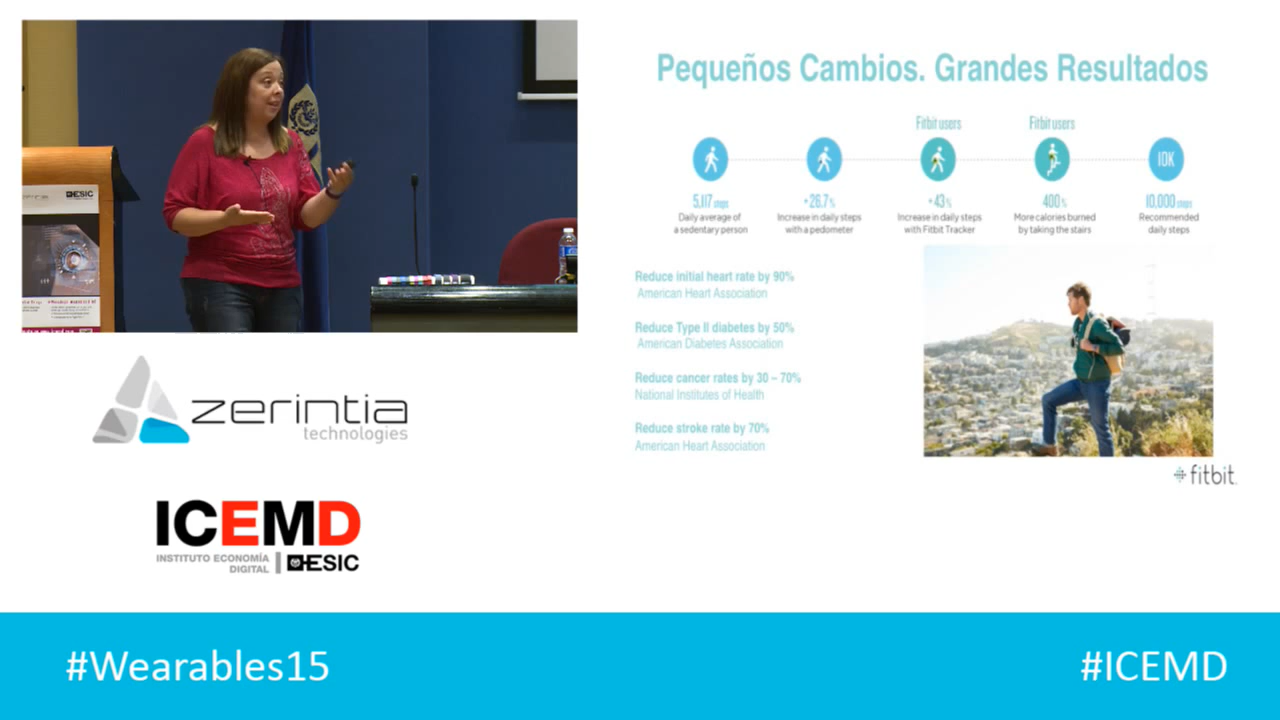 Pequeños Cambios. Grandes Resultados
Fitbit users
Fitbit users
10K
5,117 steps
Daily average of
a sedentary person
+26.7%
Increase in daily steps
with a pedometer
+43%
Increase in daily steps
with Fitbit Tracker
400%
More calories burned
by taking the stairs
10,000 steps
Recommended
daily steps
Reduce initial heart rate by 90%
American Heart Association
Reduce Type II diabetes by 50%
American Diabetes Association
Reduce cancer rates by 30 – 70%
National Institutes of Health
Reduce stroke rate by 70%
American Heart Association
fitbit
ESIC
zerintia
technologies
ICEMD
INSTITUTO ECONOMÍA
DIGITAL
ESIC
#Wearables15
#ICEMD